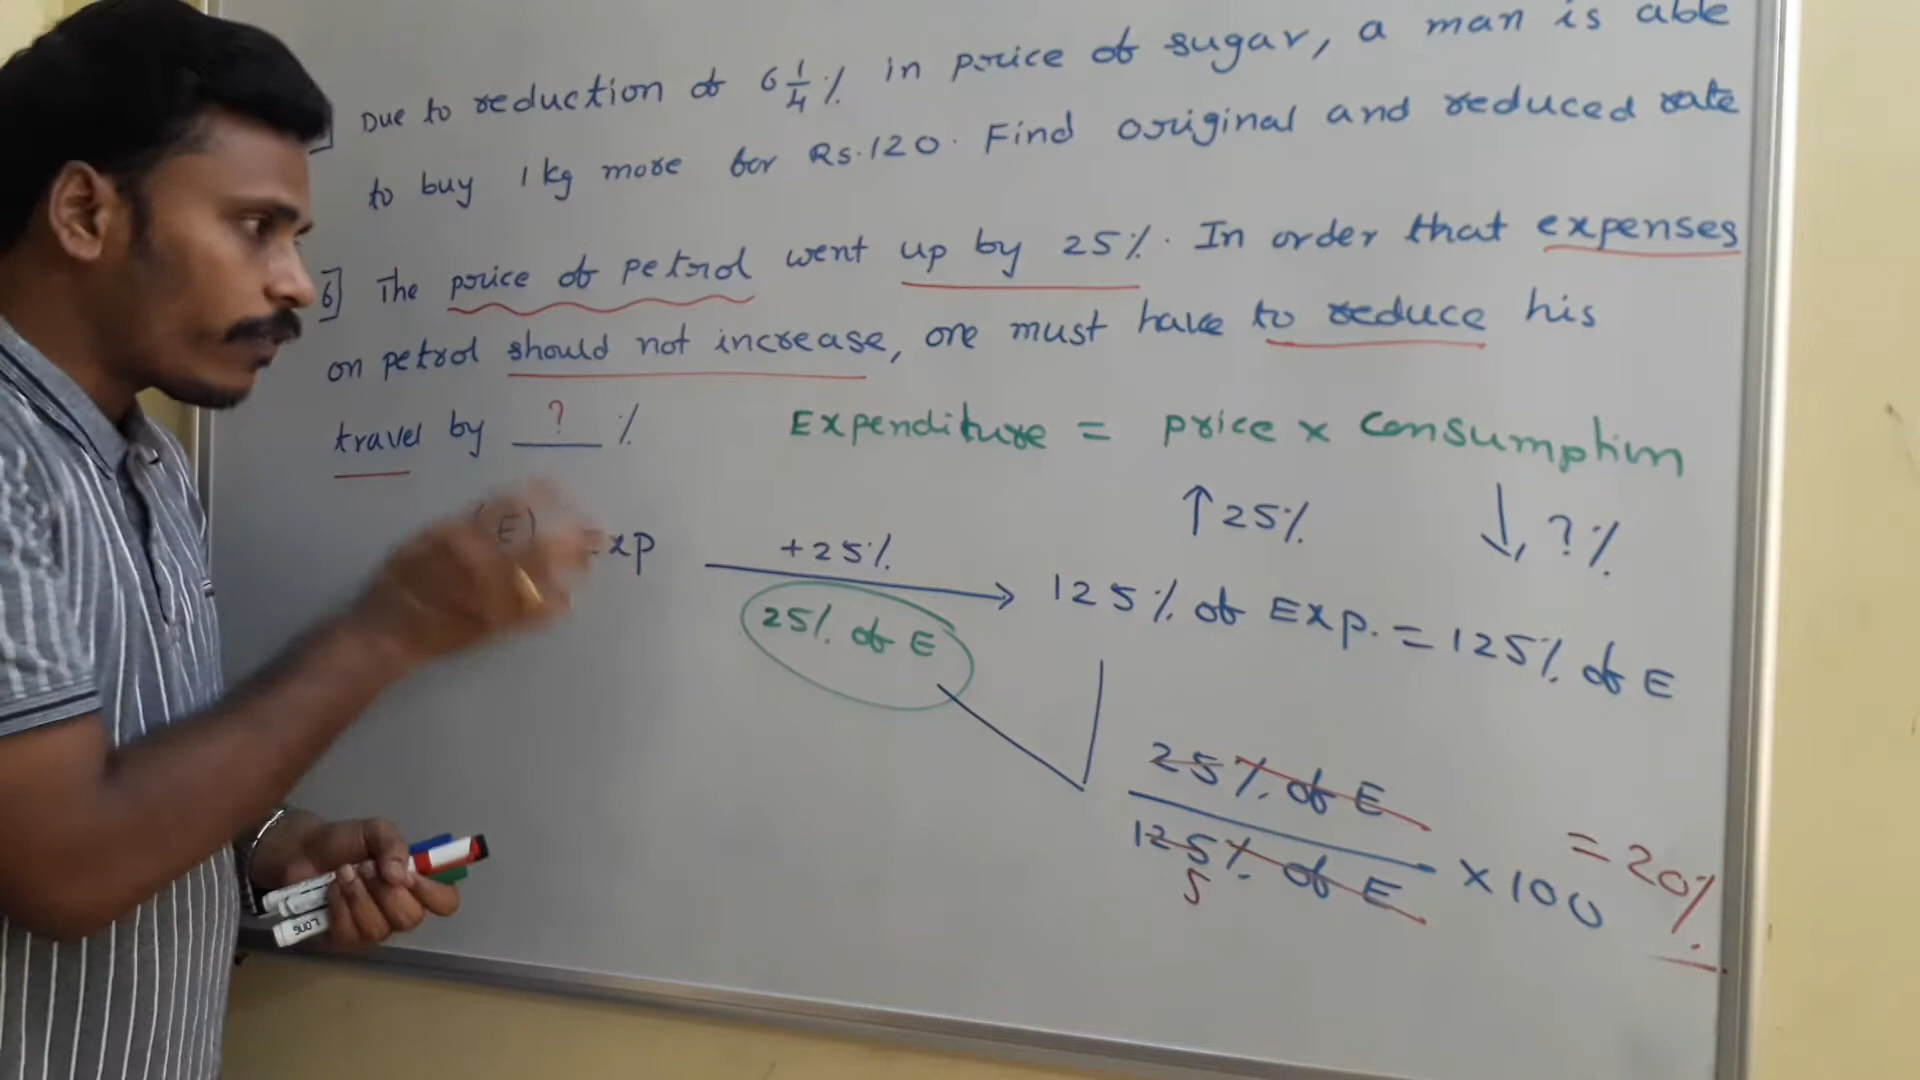 Due to reduction of 6 1/4 % in price of sugar, a man is able
to buy 1 kg more for Rs.120. Find original and reduced rate
6] The price of petrol went up by 25%. In order that expenses
on petrol should not increase, one must have to reduce his
travel by ? %
Expenditure = price x consumption
↑ 25% ↓ ? %
(E) Exp +25% → 125% of Exp. = 125% of E
25% of E
25% of E
125% of E x 100 = 20%
5
LONG